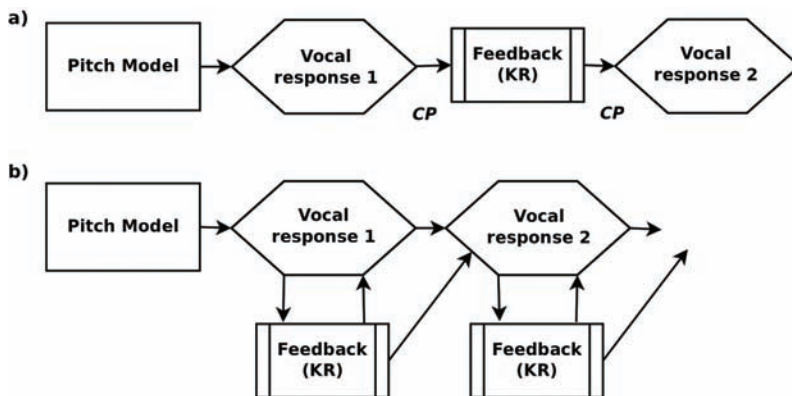 a)
Pitch Model
Vocal
response 1
CP
Feedback
(KR)
CP
Vocal
response 2
b)
Pitch Model
Vocal
response 1
Vocal
response 2
Feedback
(KR)
Feedback
(KR)